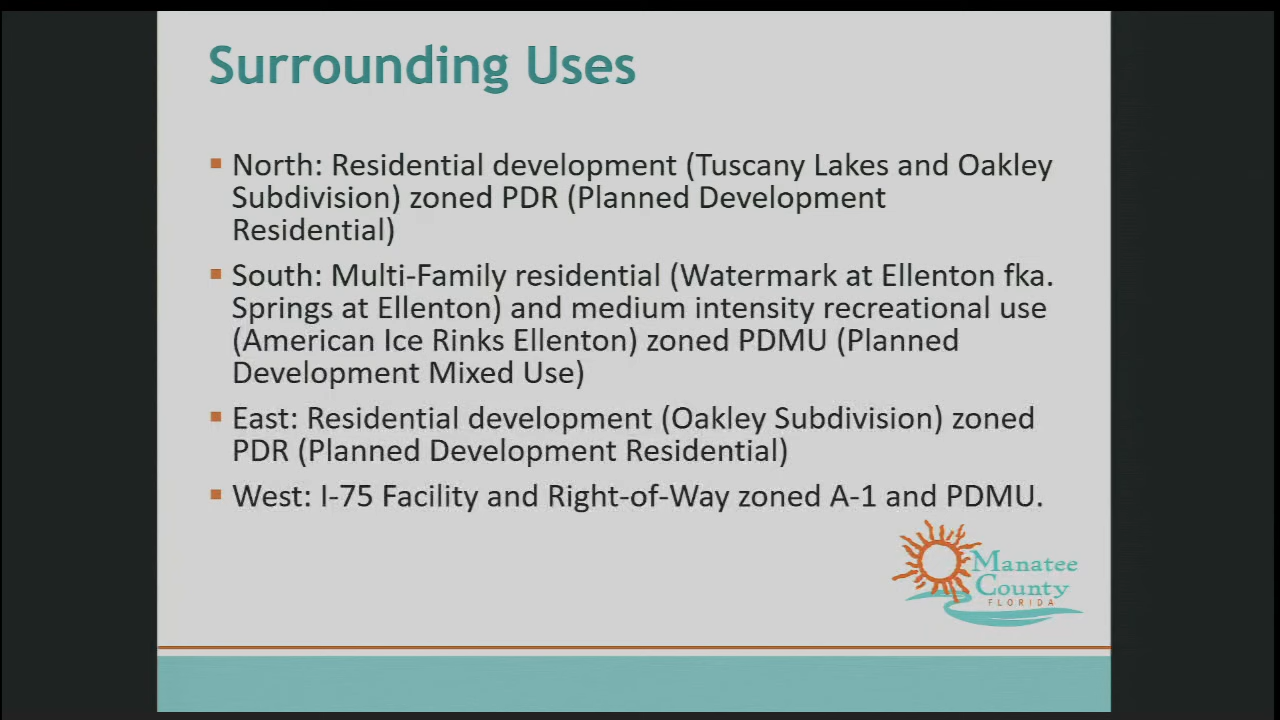 Surrounding Uses
North: Residential development (Tuscany Lakes and Oakley
Subdivision) zoned PDR (Planned Development
Residential)
South: Multi-Family residential (Watermark at Ellenton fka.
Springs at Ellenton) and medium intensity recreational use
(American Ice Rinks Ellenton) zoned PDMU (Planned
Development Mixed Use)
East: Residential development (Oakley Subdivision) zoned
PDR (Planned Development Residential)
West: I-75 Facility and Right-of-Way zoned A-1 and PDMU.
Manatee
County
FLORIDA